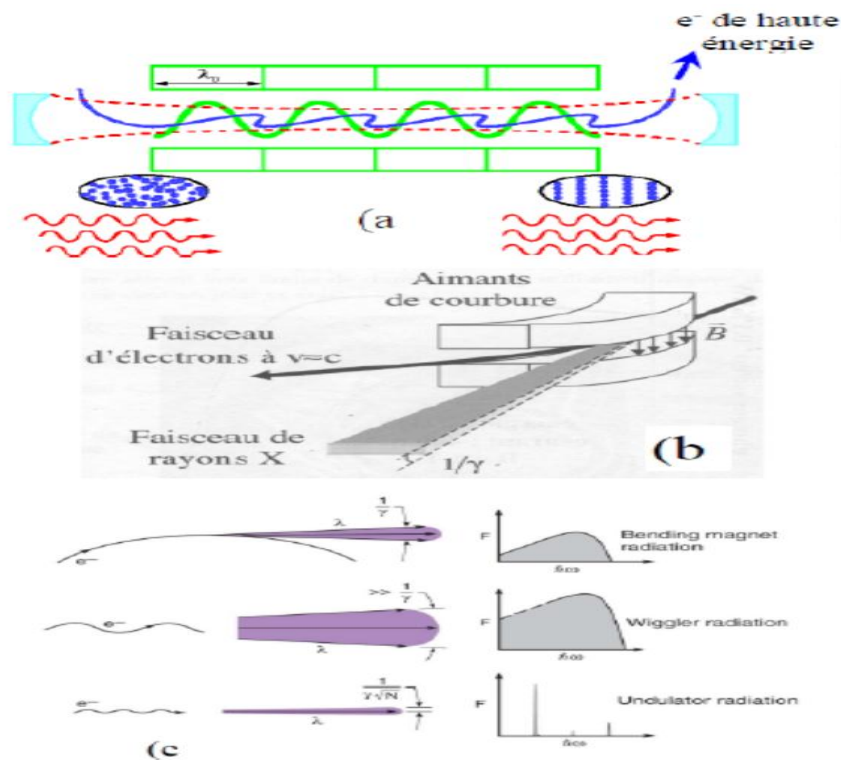 e⁻ de haute
énergie
λ₀
(a
Aimants
de courbure
Faisceau
d'électrons à v≈c
B
Faisceau de
rayons X
1/γ
(b
1/γ
λ
e⁻
F
ħω
Bending magnet
radiation
>> 1/γ
λ
e⁻
F
ħω
Wiggler radiation
1/γ√N
λ
e⁻
F
ħω
Undulator radiation
(c